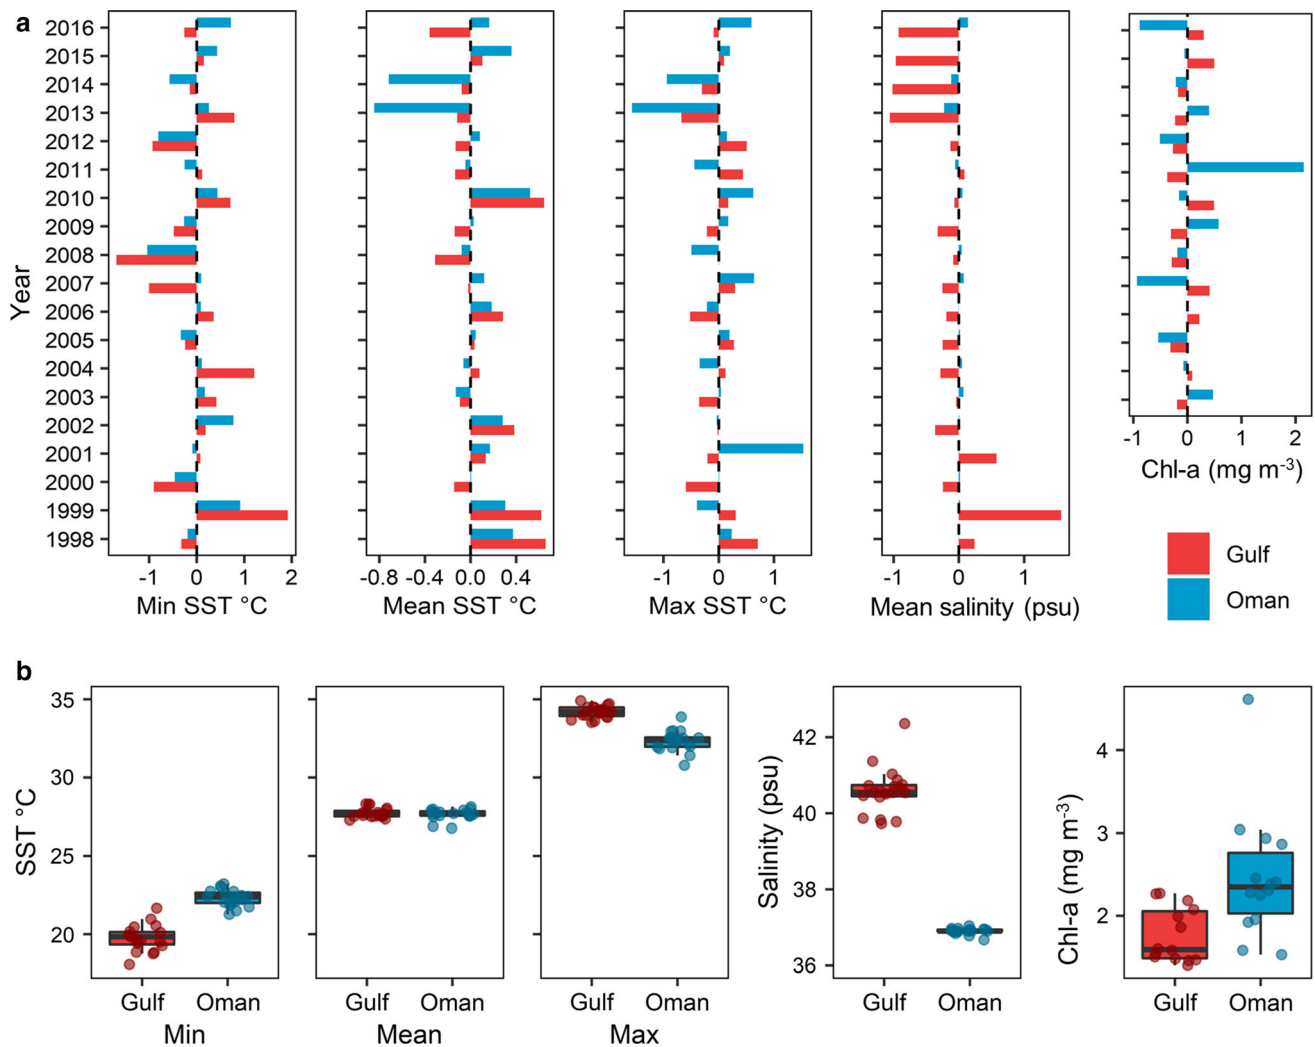 a
Year
2016
2015
2014
2013
2012
2011
2010
2009
2008
2007
2006
2005
2004
2003
2002
2001
2000
1999
1998
-1 0 1 2
Min SST °C
-0.8 -0.4 0.0 0.4
Mean SST °C
-1 0 1
Max SST °C
-1 0 1
Mean salinity (psu)
-1 0 1 2
Chl-a (mg m-3)
Gulf
Oman
b
SST °C
35
30
25
20
Gulf Oman
Min
Gulf Oman
Mean
Gulf Oman
Max
Salinity (psu)
42
40
38
36
Gulf Oman
Chl-a (mg m-3)
4
3
2
Gulf Oman